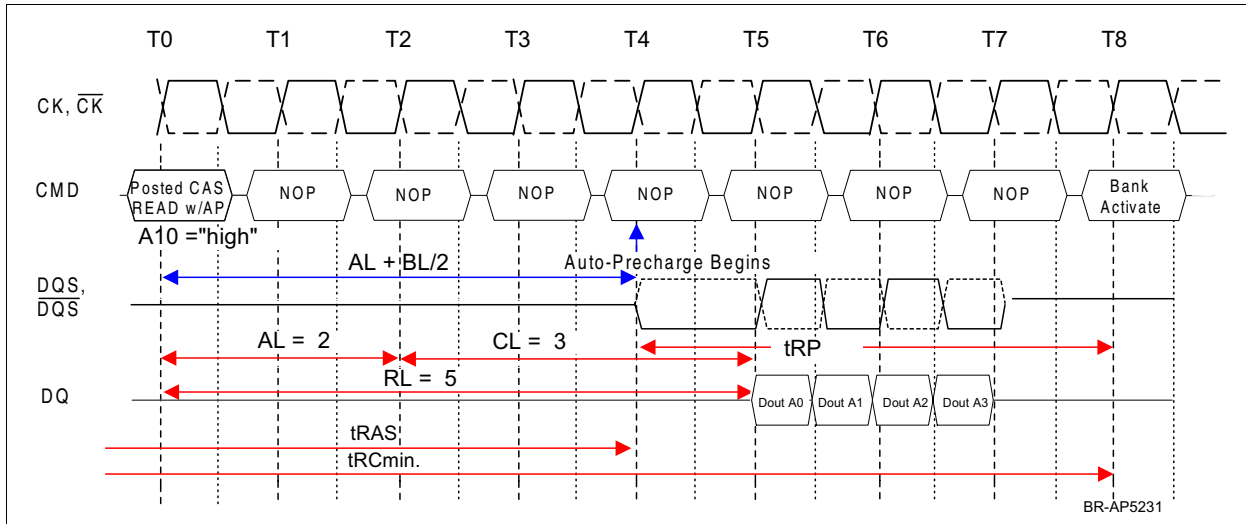 T0 T1 T2 T3 T4 T5 T6 T7 T8
CK, CK
CMD
Posted CAS
READ w/AP
NOP NOP NOP NOP NOP NOP NOP
Bank
Activate
A10 ="high"
AL + BL/2
Auto-Precharge Begins
DQS,
DQS
AL = 2
CL = 3
tRP
RL = 5
DQ
Dout A0 Dout A1 Dout A2 Dout A3
tRAS
tRCmin.
BR-AP5231